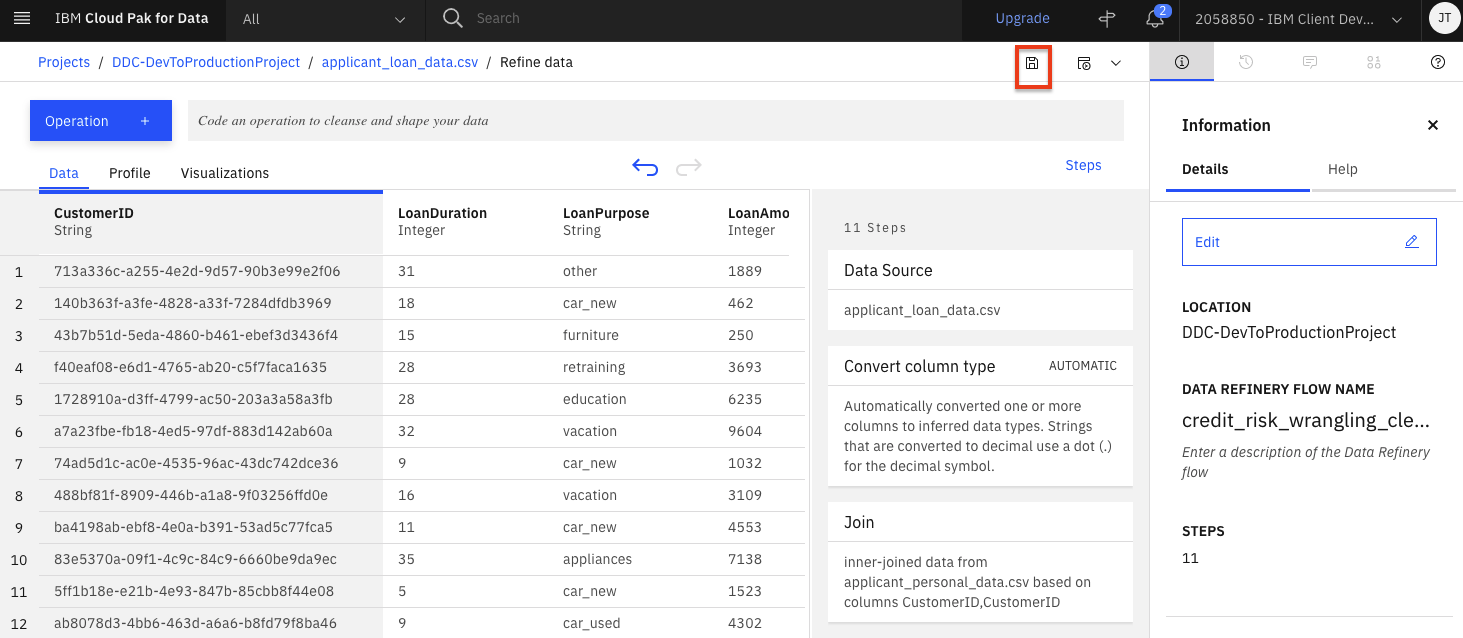 IBM Cloud Pak for Data All Search Upgrade 2 2058850 - IBM Client Dev... JT
Projects / DDC-DevToProductionProject / applicant_loan_data.csv / Refine data
Operation + Code an operation to cleanse and shape your data
Data Profile Visualizations Steps
CustomerID LoanDuration LoanPurpose LoanAmo
String Integer String Integer
1 713a336c-a255-4e2d-9d57-90b3e99e2f06 31 other 1889
2 140b363f-a3fe-4828-a33f-7284dfdb3969 18 car_new 462
3 43b7b51d-5eda-4860-b461-ebef3d3436f4 15 furniture 250
4 f40eaf08-e6d1-4765-ab20-c5f7faca1635 28 retraining 3693
5 1728910a-d3ff-4799-ac50-203a3a58a3fb 28 education 6235
6 a7a23fbe-fb18-4ed5-97df-883d142ab60a 32 vacation 9604
7 74ad5d1c-ac0e-4535-96ac-43dc742dce36 9 car_new 1032
8 488bf81f-8909-446b-a1a8-9f03256ffd0e 16 vacation 3109
9 ba4198ab-ebf8-4e0a-b391-53ad5c77fca5 11 car_new 4553
10 83e5370a-09f1-4c9c-84c9-6660be9da9ec 35 appliances 7138
11 5ff1b18e-e21b-4e93-847b-85cbb8f44e08 5 car_new 1523
12 ab8078d3-4bb6-463d-a6a6-b8fd79f8ba46 9 car_used 4302
11 Steps
Data Source
applicant_loan_data.csv
Convert column type AUTOMATIC
Automatically converted one or more
columns to inferred data types. Strings
that are converted to decimal use a dot (.)
for the decimal symbol.
Join
inner-joined data from
applicant_personal_data.csv based on
columns CustomerID,CustomerID
Information
Details Help
Edit
LOCATION
DDC-DevToProductionProject
DATA REFINERY FLOW NAME
credit_risk_wrangling_cle...
Enter a description of the Data Refinery
flow
STEPS
11